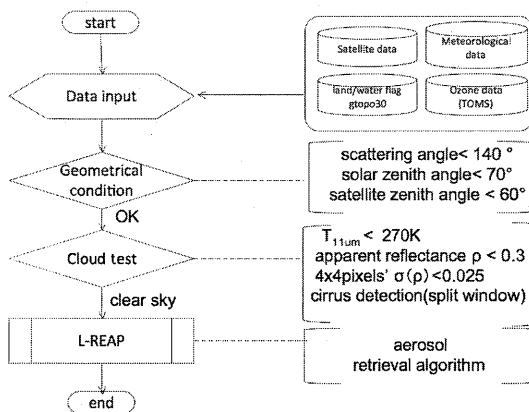 start
Satellite data
Meteorological
data
land/water flag
gtopo30
Ozone data
(TOMS)
Data input
Geometrical
condition
scattering angle< 140 °
solar zenith angle< 70°
satellite zenith angle < 60°
OK
Cloud test
T11um < 270K
apparent reflectance ρ < 0.3
4x4pixels' σ(ρ) <0.025
cirrus detection(split window)
clear sky
L-REAP
aerosol
retrieval algorithm
end